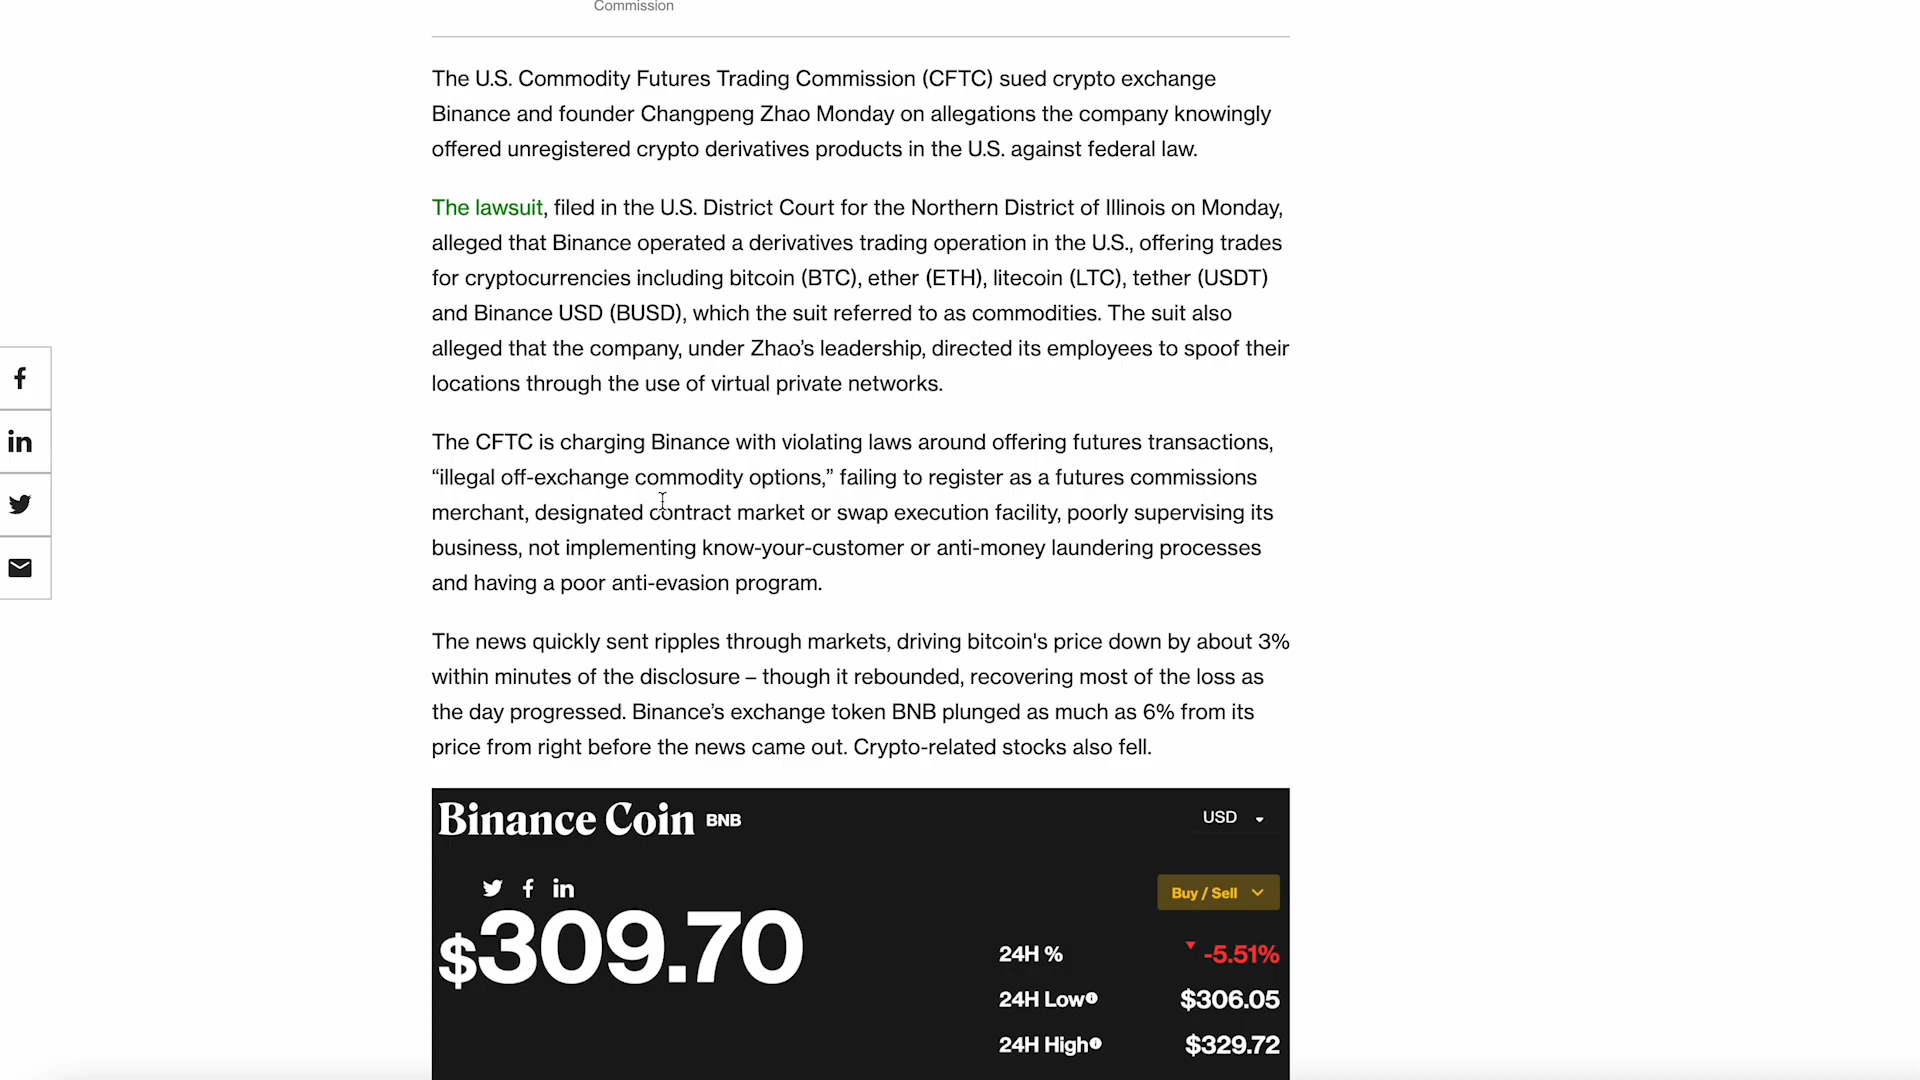 Commission
The U.S. Commodity Futures Trading Commission (CFTC) sued crypto exchange
Binance and founder Changpeng Zhao Monday on allegations the company knowingly
offered unregistered crypto derivatives products in the U.S. against federal law.
The lawsuit, filed in the U.S. District Court for the Northern District of Illinois on Monday,
alleged that Binance operated a derivatives trading operation in the U.S., offering trades
for cryptocurrencies including bitcoin (BTC), ether (ETH), litecoin (LTC), tether (USDT)
and Binance USD (BUSD), which the suit referred to as commodities. The suit also
alleged that the company, under Zhao’s leadership, directed its employees to spoof their
locations through the use of virtual private networks.
The CFTC is charging Binance with violating laws around offering futures transactions,
“illegal off-exchange commodity options,” failing to register as a futures commissions
merchant, designated contract market or swap execution facility, poorly supervising its
business, not implementing know-your-customer or anti-money laundering processes
and having a poor anti-evasion program.
The news quickly sent ripples through markets, driving bitcoin's price down by about 3%
within minutes of the disclosure – though it rebounded, recovering most of the loss as
the day progressed. Binance’s exchange token BNB plunged as much as 6% from its
price from right before the news came out. Crypto-related stocks also fell.
Binance Coin BNB
USD
Buy / Sell
$309.70
24H % -5.51%
24H Low $306.05
24H High $329.72